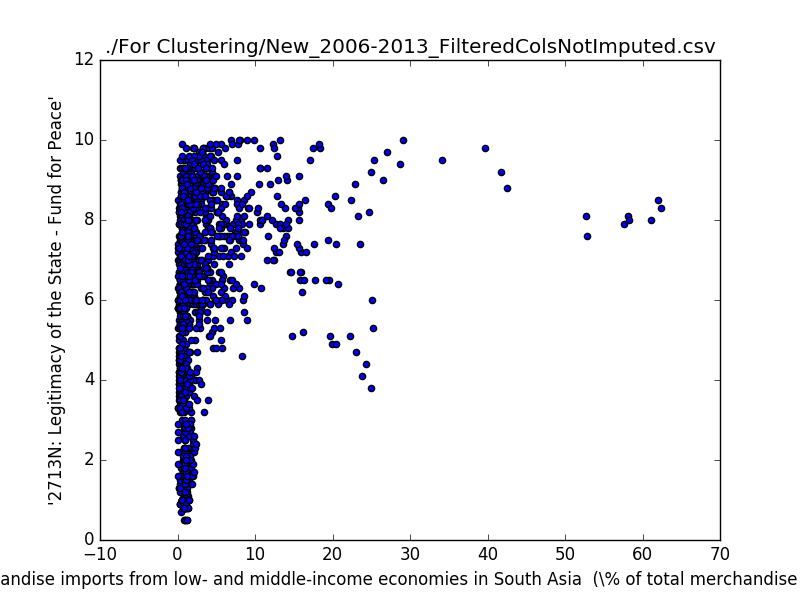 ./For Clustering/New_2006-2013_FilteredColsNotImputed.csv
'2713N: Legitimacy of the State - Fund for Peace'
12
10
8
6
4
2
0
−10 0 10 20 30 40 50 60 70
andise imports from low- and middle-income economies in South Asia (\% of total merchandise